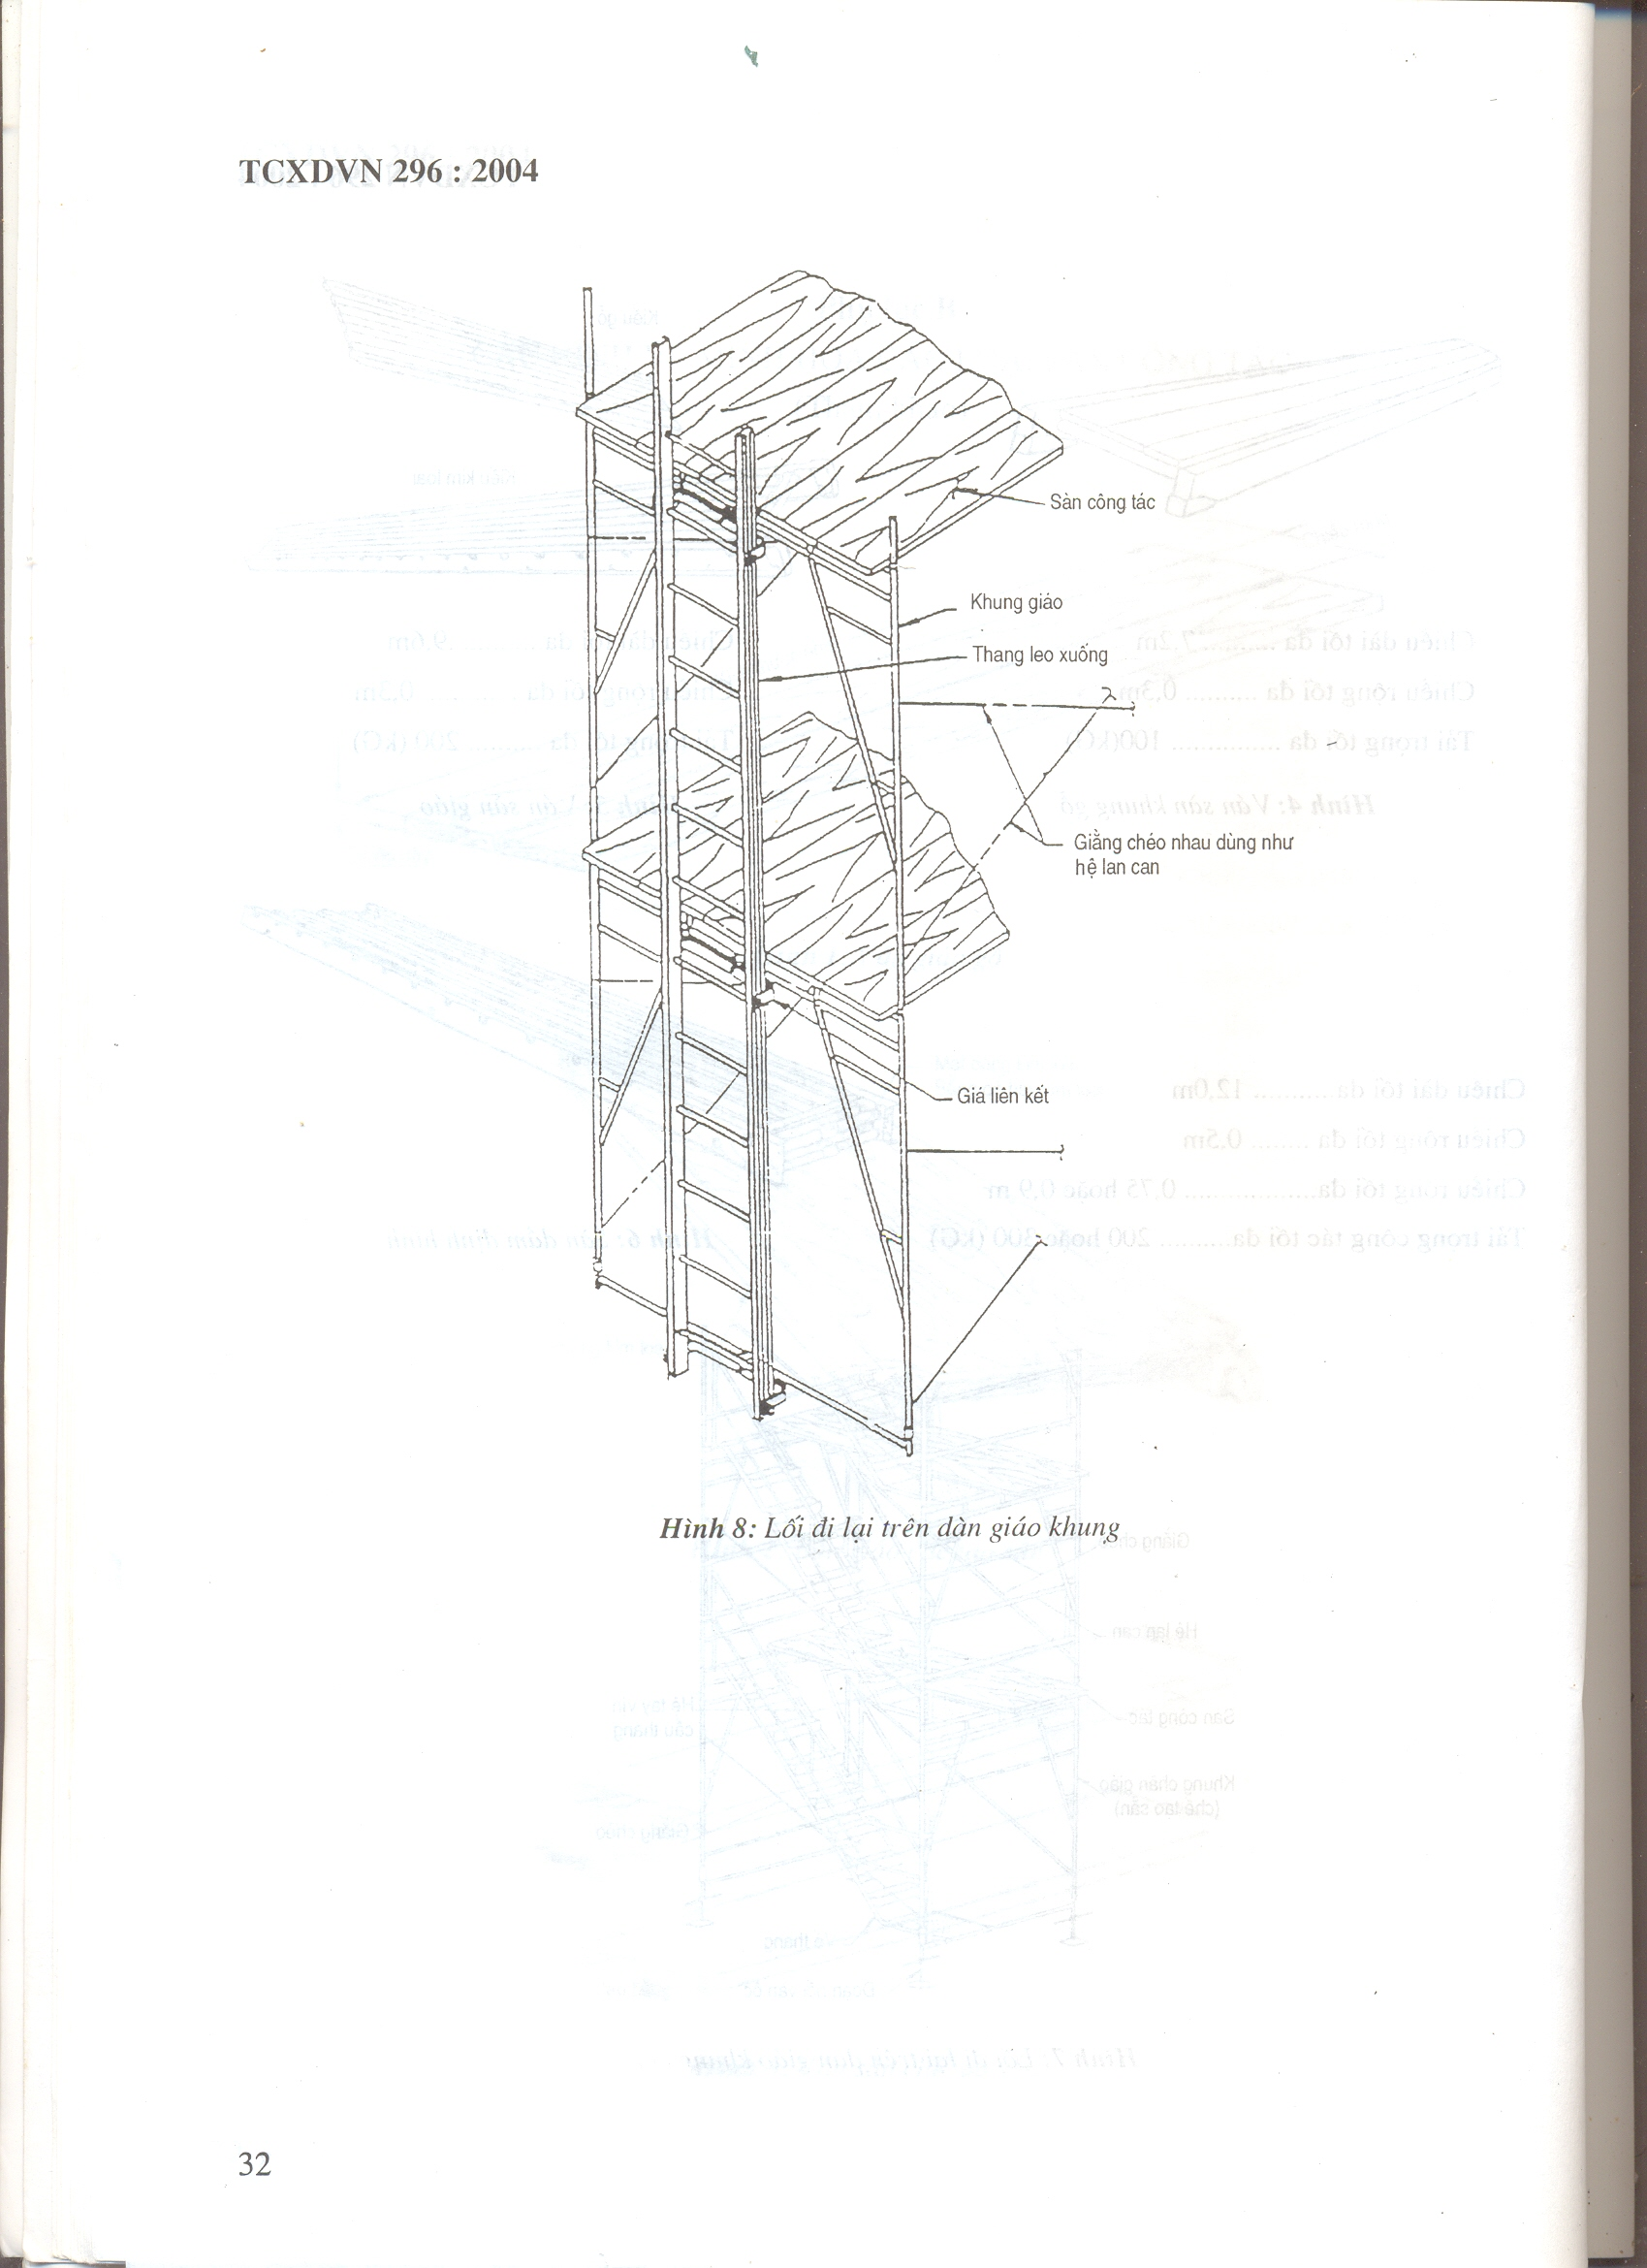 TCXDVN 296 : 2004
Sàn công tác
Khung giáo
Thang leo xuống
Giằng chéo nhau dùng như
hệ lan can
Giá liên kết
Hình 8: Lối đi lại trên dàn giáo khung
32